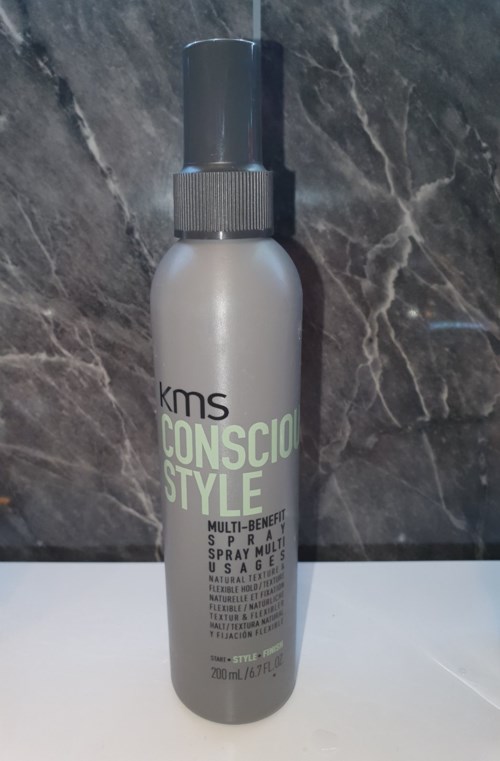 kms
CONSCIOU
STYLE
MULTI-BENEFIT
SPRAY
SPRAY MULTI
USAGES
NATURAL TEXTURE &
FLEXIBLE HOLD / TEXTURE
NATURELLE ET FIXATION
FLEXIBLE / NATÜRLICHE
TEXTUR & FLEXIBLER
HALT / TEXTURA NATURAL
Y FIJACIÓN FLEXIBLE
START • STYLE • FINISH
200 mL / 6.7 FL.OZ